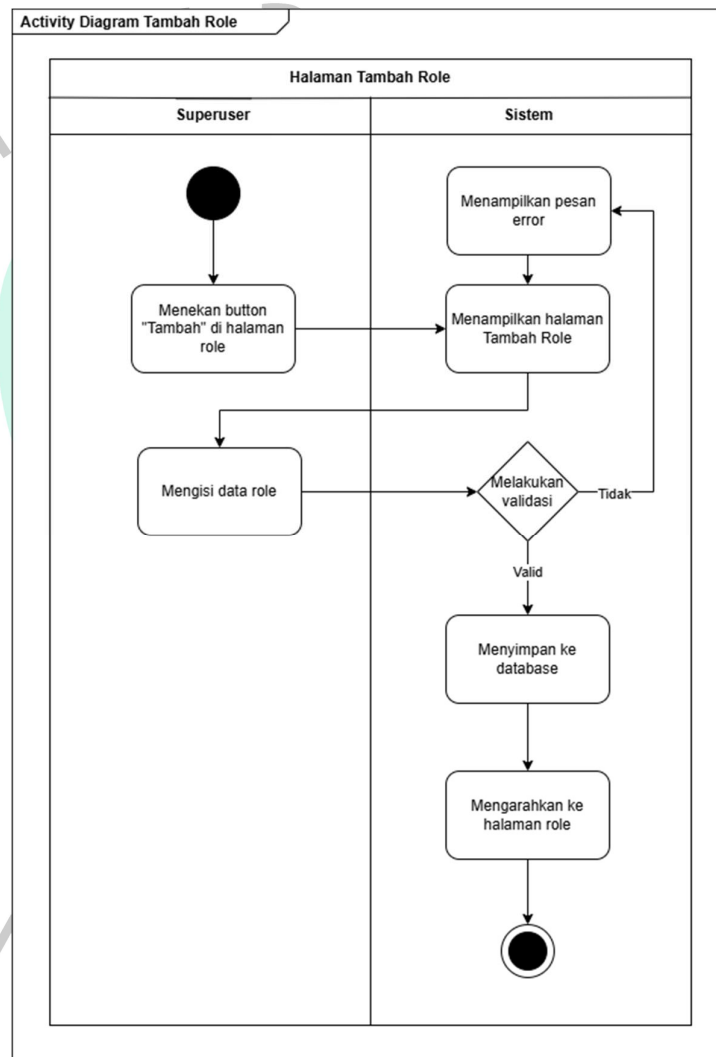 Activity Diagram Tambah Role
Halaman Tambah Role
Superuser
Sistem
Menampilkan pesan
error
Menekan button
"Tambah" di halaman
role
Menampilkan halaman
Tambah Role
Mengisi data role
Melakukan
validasi
Tidak
Valid
Menyimpan ke
database
Mengarahkan ke
halaman role